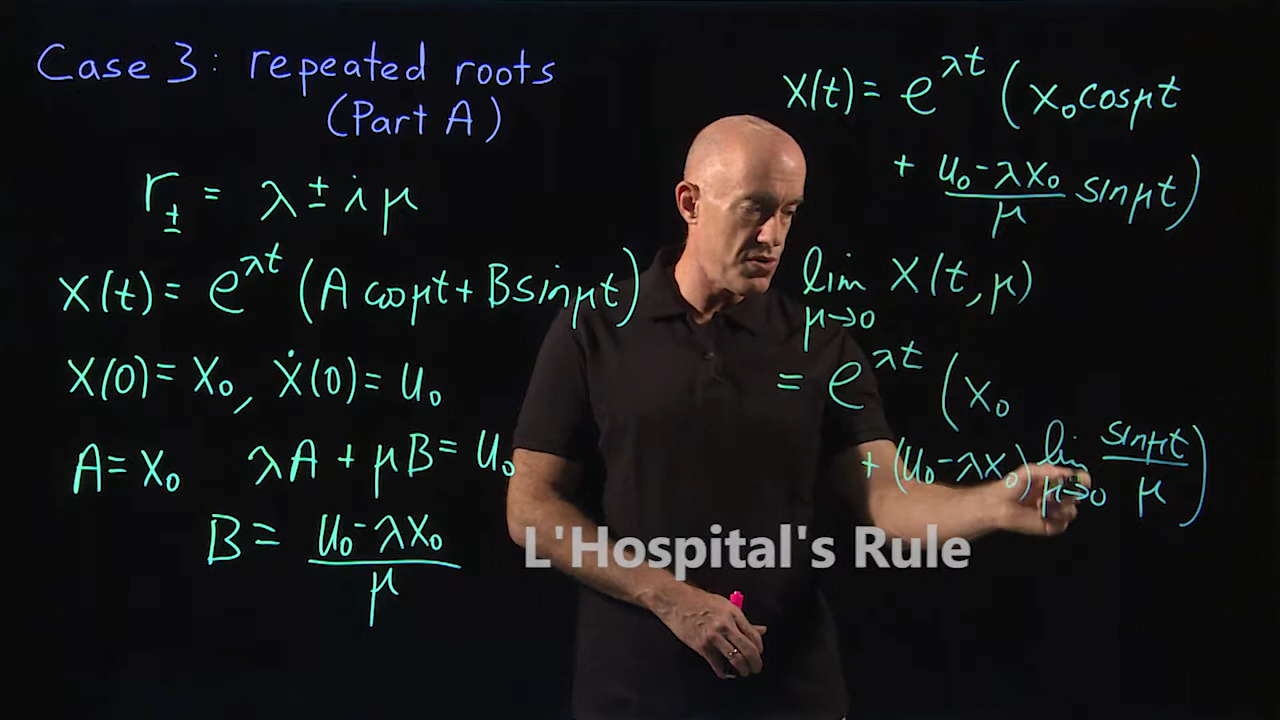 Case 3: repeated roots
(Part A)
r± = λ ± iμ
X(t) = e^λt (A cosμt + B sinμt)
X(0) = X₀, Ẋ(0) = u₀
A = X₀ λA + μB = u₀
B = u₀ - λX₀ / μ
X(t) = e^λt (X₀ cosμt
+ u₀ - λX₀ / μ sinμt)
lim μ→0 X(t, μ)
= e^λt (X₀
+ (u₀ - λX₀) lim μ→0 sinμt / μ)
L'Hospital's Rule